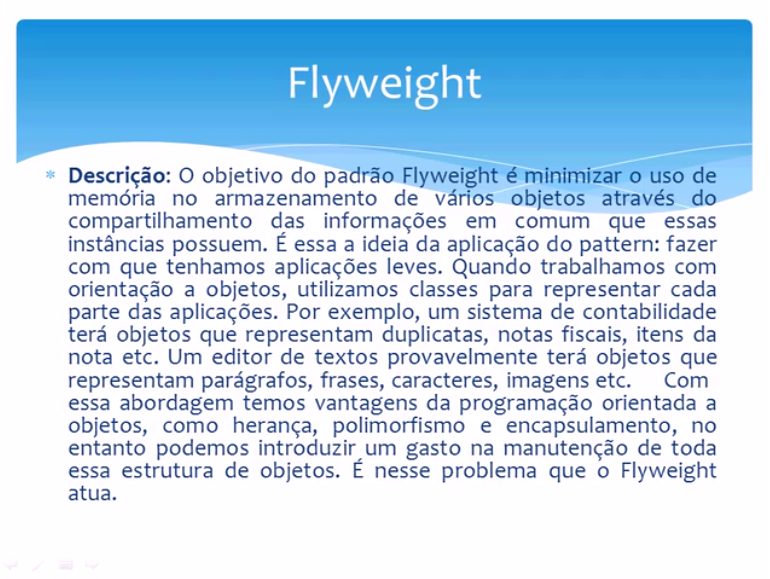 Flyweight
Descrição: O objetivo do padrão Flyweight é minimizar o uso de
memória no armazenamento de vários objetos através do
compartilhamento das informações em comum que essas
instâncias possuem. É essa a ideia da aplicação do pattern: fazer
com que tenhamos aplicações leves. Quando trabalhamos com
orientação a objetos, utilizamos classes para representar cada
parte das aplicações. Por exemplo, um sistema de contabilidade
terá objetos que representam duplicatas, notas fiscais, itens da
nota etc. Um editor de textos provavelmente terá objetos que
representam parágrafos, frases, caracteres, imagens etc. Com
essa abordagem temos vantagens da programação orientada a
objetos, como herança, polimorfismo e encapsulamento, no
entanto podemos introduzir um gasto na manutenção de toda
essa estrutura de objetos. É nesse problema que o Flyweight
atua.